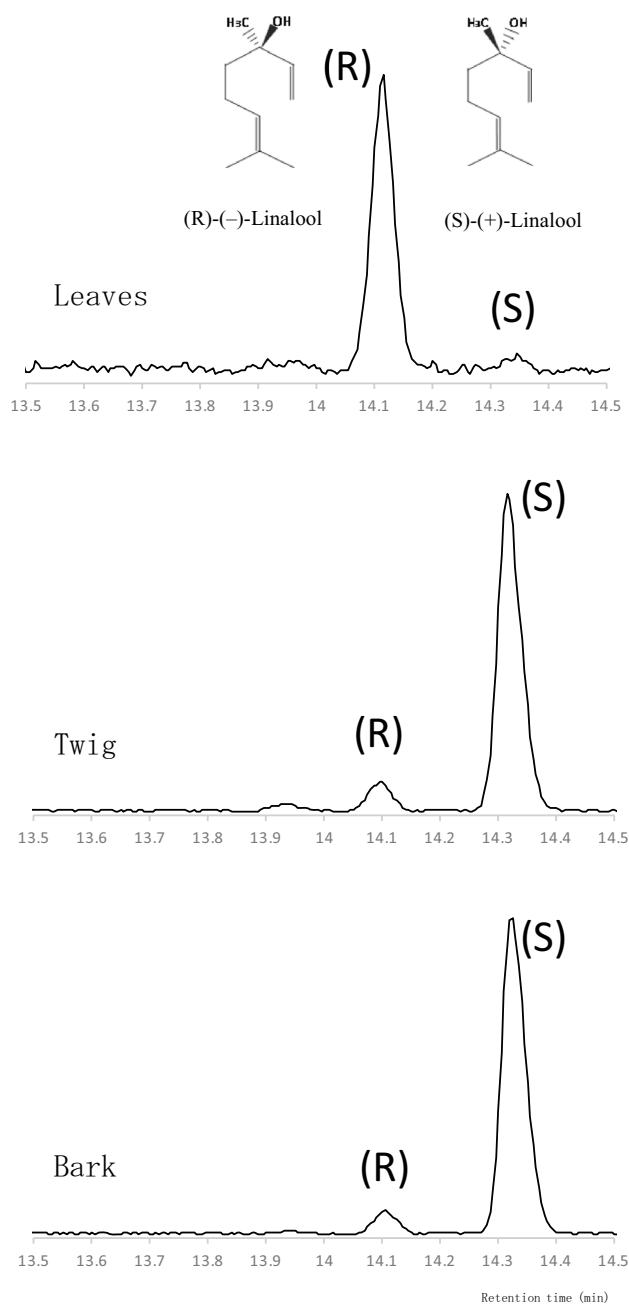 H₃C OH H₃C OH
(R)
(R)-(–)-Linalool (S)-(+)-Linalool
Leaves
(S)
13.5 13.6 13.7 13.8 13.9 14 14.1 14.2 14.3 14.4 14.5
(S)
Twig
(R)
13.5 13.6 13.7 13.8 13.9 14 14.1 14.2 14.3 14.4 14.5
(S)
Bark
(R)
13.5 13.6 13.7 13.8 13.9 14 14.1 14.2 14.3 14.4 14.5
Retention time (min)